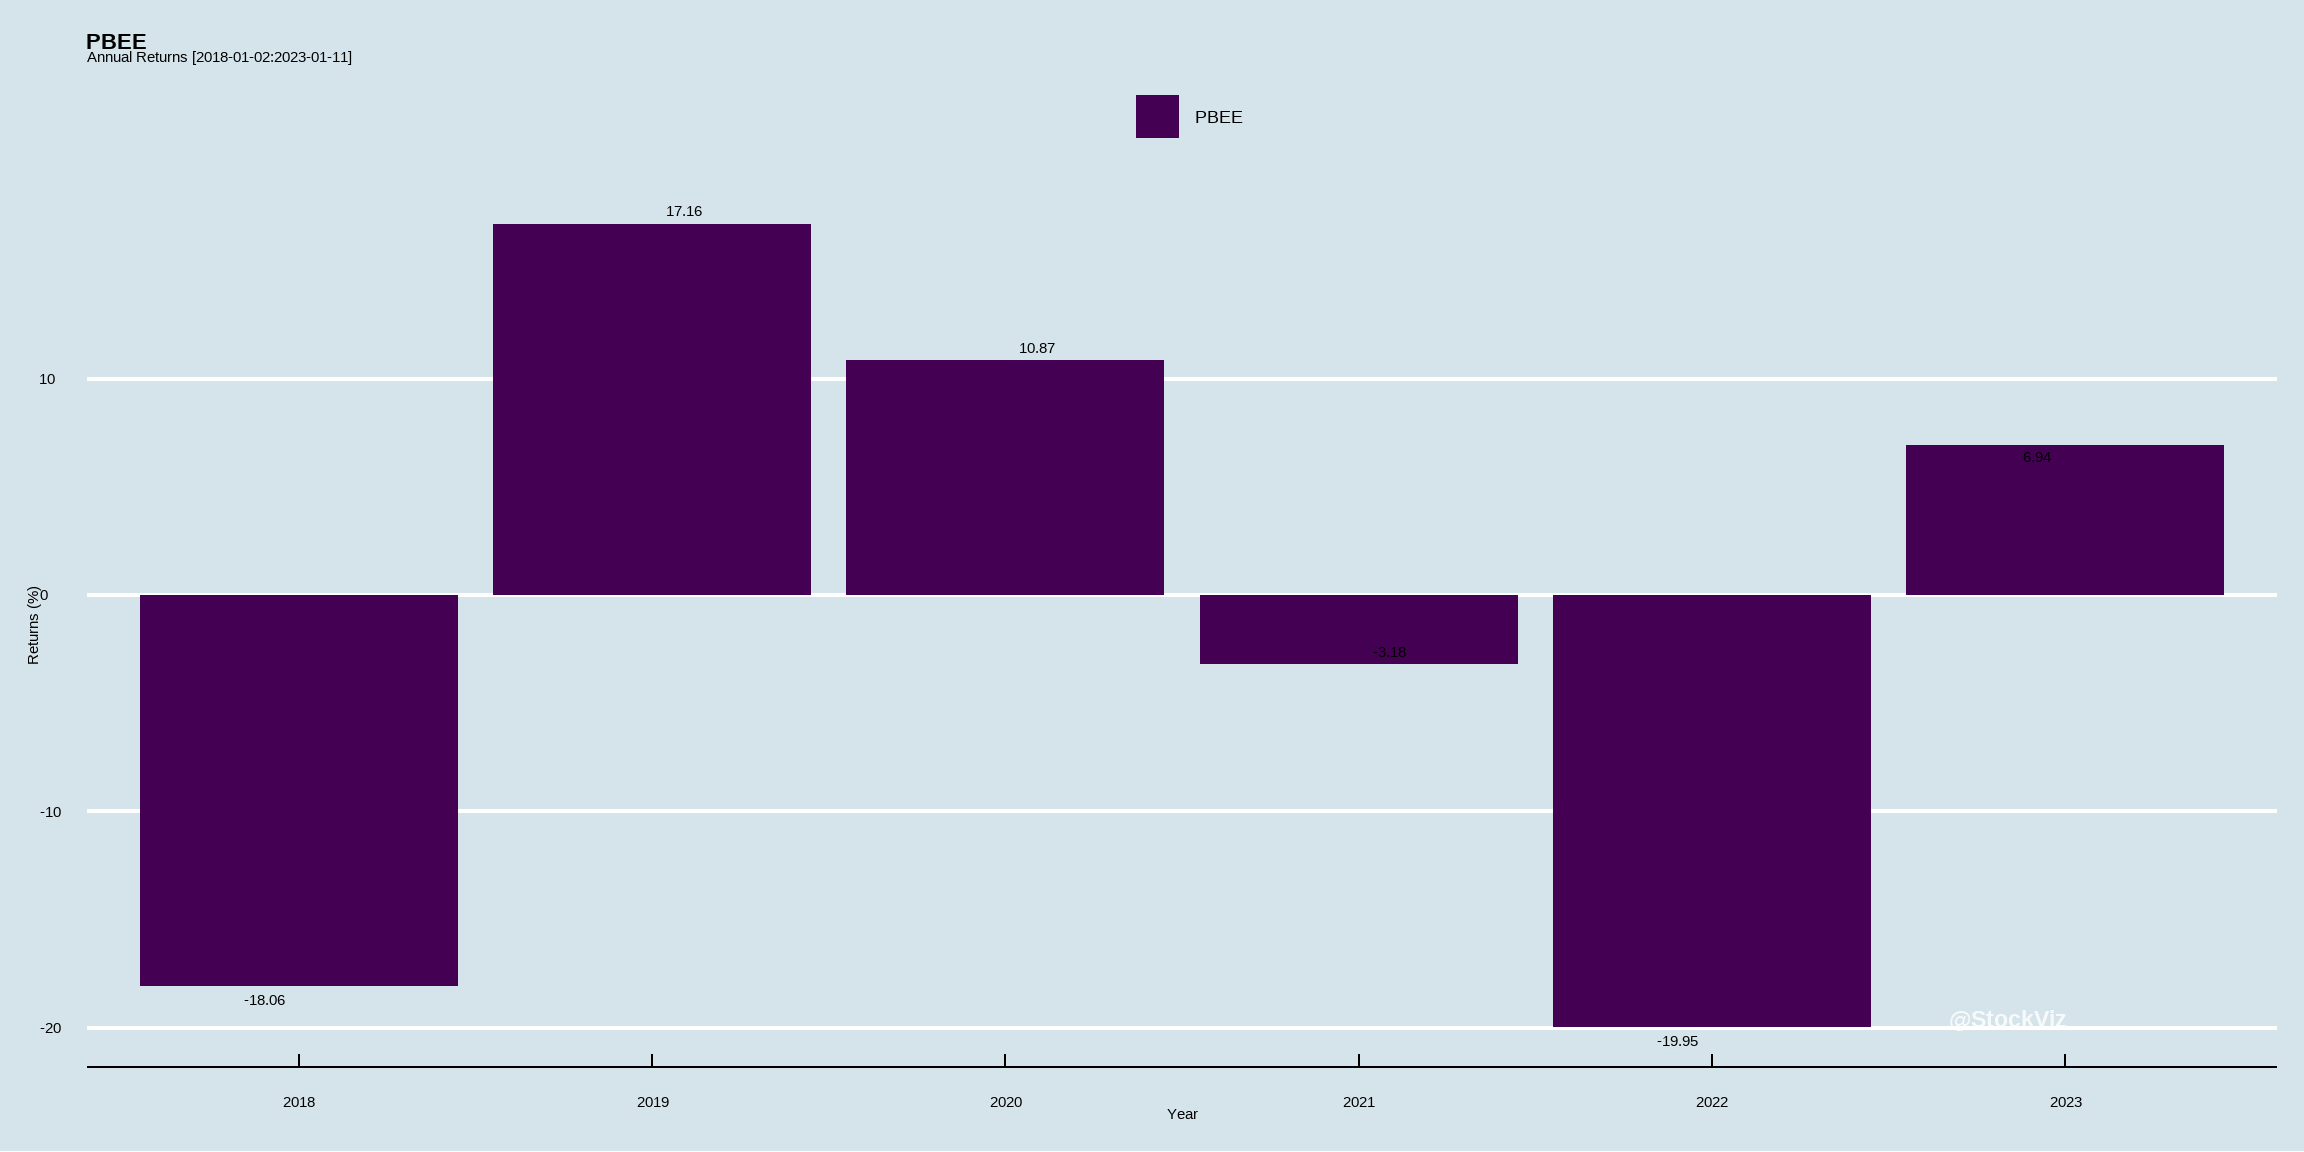 PBEE
Annual Returns [2018-01-02:2023-01-11]
PBEE
17.16
10.87
10
6.94
0
Returns (%)
-3.18
-10
-18.06
-20
@StockViz
-19.95
2018 2019 2020 2021 2022 2023
Year